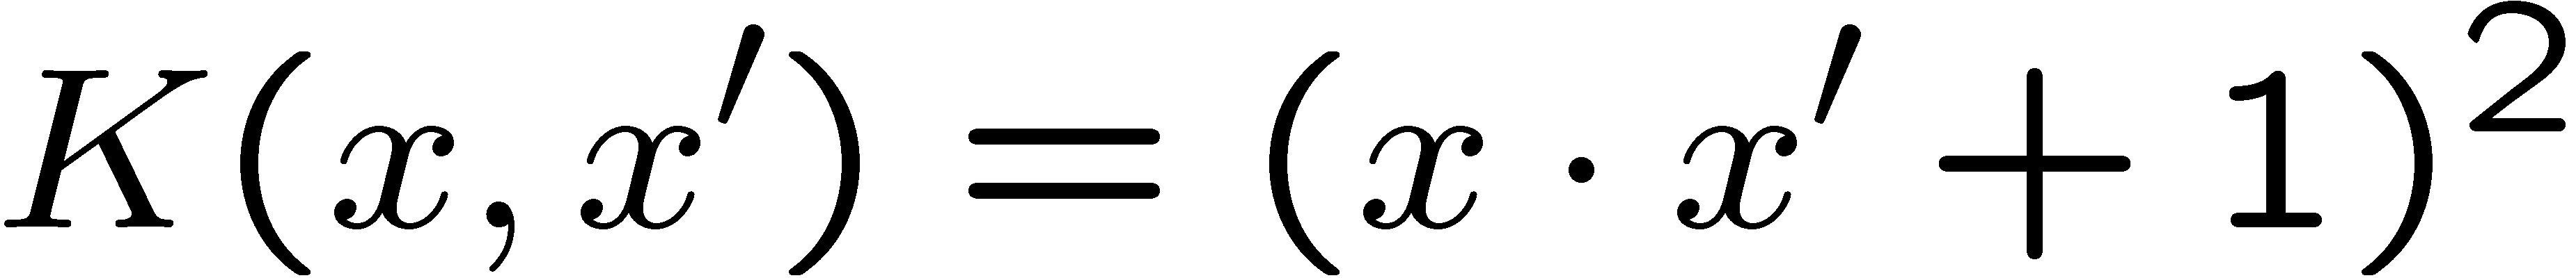 K(x, x′) = (x · x′ + 1)²